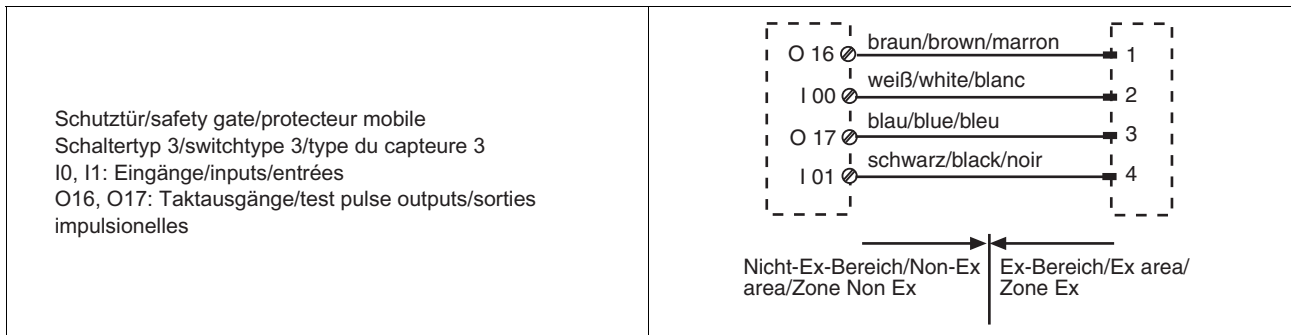 Schutztür/safety gate/protecteur mobile
Schaltertyp 3/switchtype 3/type du capteure 3
I0, I1: Eingänge/inputs/entrées
O16, O17: Taktausgänge/test pulse outputs/sorties
impulsionelles
O 16 braun/brown/marron 1
I 00 weiß/white/blanc 2
O 17 blau/blue/bleu 3
I 01 schwarz/black/noir 4
Nicht-Ex-Bereich/Non-Ex
area/Zone Non Ex
Ex-Bereich/Ex area/
Zone Ex